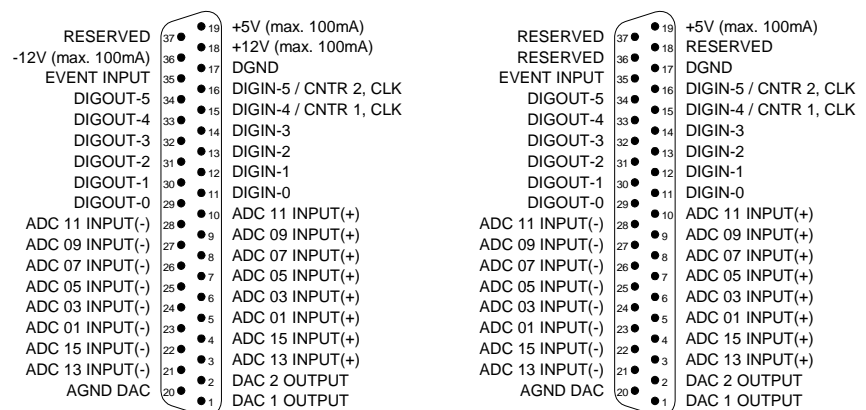 19 +5V (max. 100mA)
RESERVED 37
18 +12V (max. 100mA)
-12V (max. 100mA) 36
17 DGND
EVENT INPUT 35
16 DIGIN-5 / CNTR 2, CLK
DIGOUT-5 34
15 DIGIN-4 / CNTR 1, CLK
DIGOUT-4 33
14 DIGIN-3
DIGOUT-3 32
13 DIGIN-2
DIGOUT-2 31
12 DIGIN-1
DIGOUT-1 30
11 DIGIN-0
DIGOUT-0 29
10 ADC 11 INPUT(+)
ADC 11 INPUT(-) 28
9 ADC 09 INPUT(+)
ADC 09 INPUT(-) 27
8 ADC 07 INPUT(+)
ADC 07 INPUT(-) 26
7 ADC 05 INPUT(+)
ADC 05 INPUT(-) 25
6 ADC 03 INPUT(+)
ADC 03 INPUT(-) 24
5 ADC 01 INPUT(+)
ADC 01 INPUT(-) 23
4 ADC 15 INPUT(+)
ADC 15 INPUT(-) 22
3 ADC 13 INPUT(+)
ADC 13 INPUT(-) 21
2 DAC 2 OUTPUT
AGND DAC 20
1 DAC 1 OUTPUT
19 +5V (max. 100mA)
RESERVED 37
18 RESERVED
RESERVED 36
17 DGND
EVENT INPUT 35
16 DIGIN-5 / CNTR 2, CLK
DIGOUT-5 34
15 DIGIN-4 / CNTR 1, CLK
DIGOUT-4 33
14 DIGIN-3
DIGOUT-3 32
13 DIGIN-2
DIGOUT-2 31
12 DIGIN-1
DIGOUT-1 30
11 DIGIN-0
DIGOUT-0 29
10 ADC 11 INPUT(+)
ADC 11 INPUT(-) 28
9 ADC 09 INPUT(+)
ADC 09 INPUT(-) 27
8 ADC 07 INPUT(+)
ADC 07 INPUT(-) 26
7 ADC 05 INPUT(+)
ADC 05 INPUT(-) 25
6 ADC 03 INPUT(+)
ADC 03 INPUT(-) 24
5 ADC 01 INPUT(+)
ADC 01 INPUT(-) 23
4 ADC 15 INPUT(+)
ADC 15 INPUT(-) 22
3 ADC 13 INPUT(+)
ADC 13 INPUT(-) 21
2 DAC 2 OUTPUT
AGND DAC 20
1 DAC 1 OUTPUT